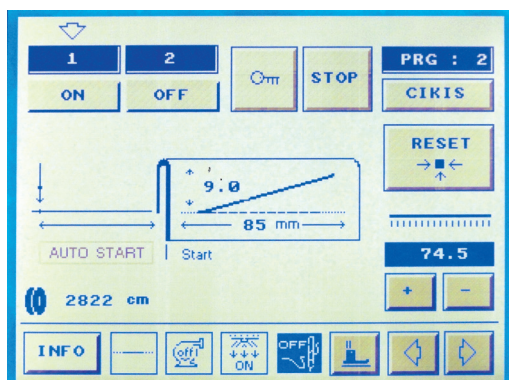 1 2 PRG : 2
ON OFF STOP CIKIS
RESET
9.0
85 mm
AUTO START Start 74.5
+ -
2822 cm
INFO off ON OFF